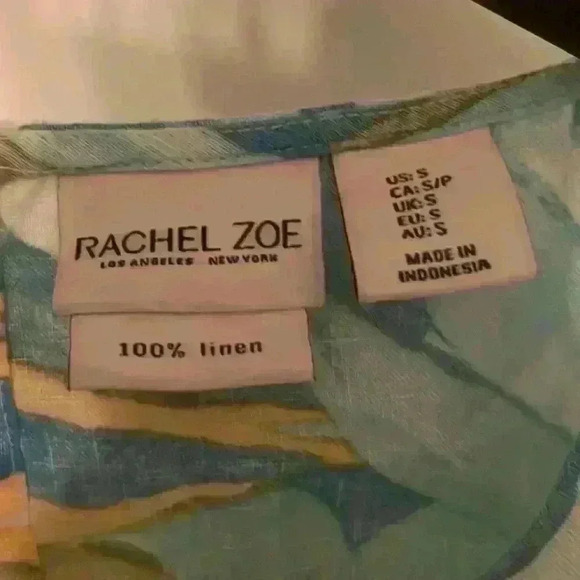 RACHEL ZOE
LOS ANGELES NEW YORK
100% linen
US: S
CA: S/P
UK: S
EU: S
AU: S
MADE IN
INDONESIA